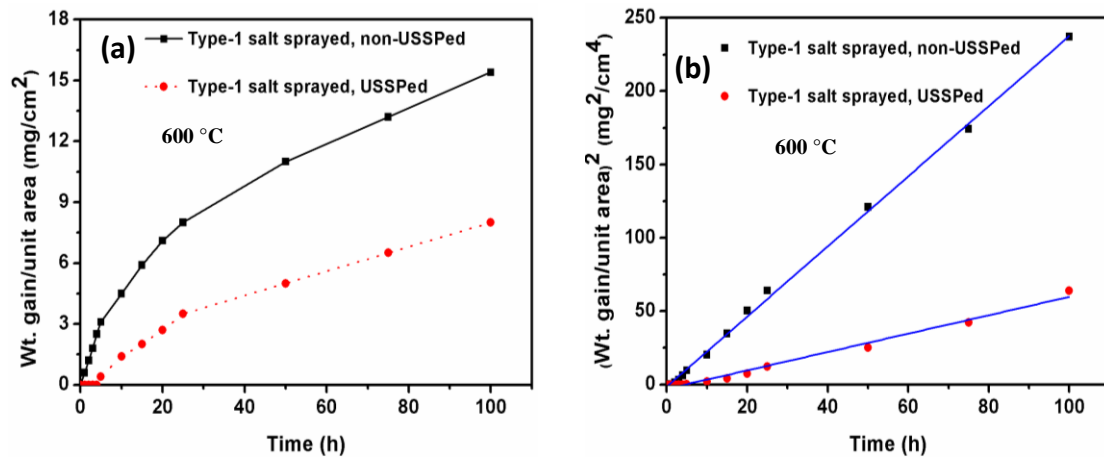 (a)
Type-1 salt sprayed, non-USSPed
Type-1 salt sprayed, USSPed
600 °C
Wt. gain/unit area (mg/cm²)
18
15
12
9
6
3
0
0 20 40 60 80 100
Time (h)
(b)
Type-1 salt sprayed, non-USSPed
Type-1 salt sprayed, USSPed
600 °C
(Wt. gain/unit area)² (mg²/cm⁴)
250
200
150
100
50
0
0 20 40 60 80 100
Time (h)